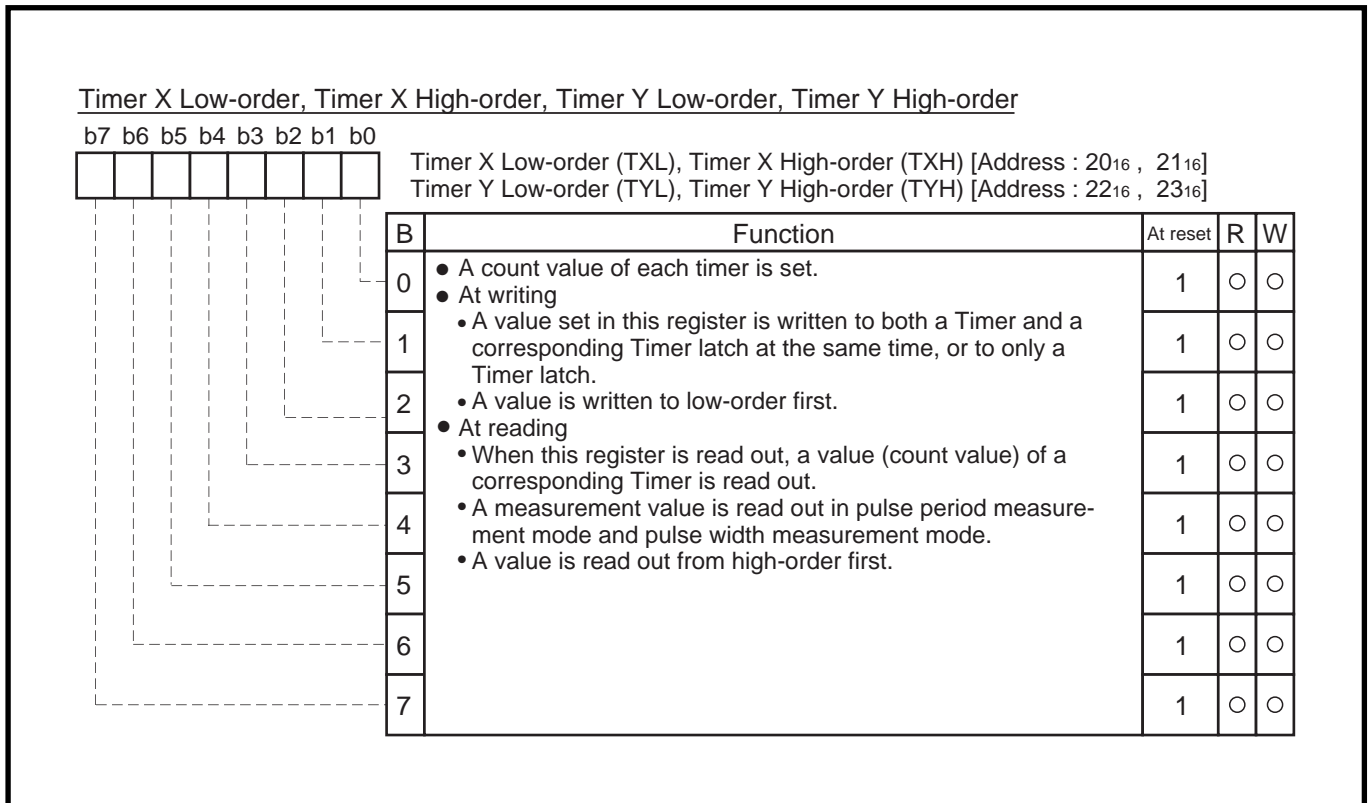 Timer X Low-order, Timer X High-order, Timer Y Low-order, Timer Y High-order
b7 b6 b5 b4 b3 b2 b1 b0
Timer X Low-order (TXL), Timer X High-order (TXH) [Address : 2016 , 2116]
Timer Y Low-order (TYL), Timer Y High-order (TYH) [Address : 2216 , 2316]
B Function At reset R W
0 ● A count value of each timer is set. 1 ○ ○
● At writing
• A value set in this register is written to both a Timer and a
1 corresponding Timer latch at the same time, or to only a 1 ○ ○
Timer latch.
2 • A value is written to low-order first. 1 ○ ○
● At reading
• When this register is read out, a value (count value) of a
3 corresponding Timer is read out. 1 ○ ○
• A measurement value is read out in pulse period measure-
4 ment mode and pulse width measurement mode. 1 ○ ○
• A value is read out from high-order first.
5 1 ○ ○
6 1 ○ ○
7 1 ○ ○